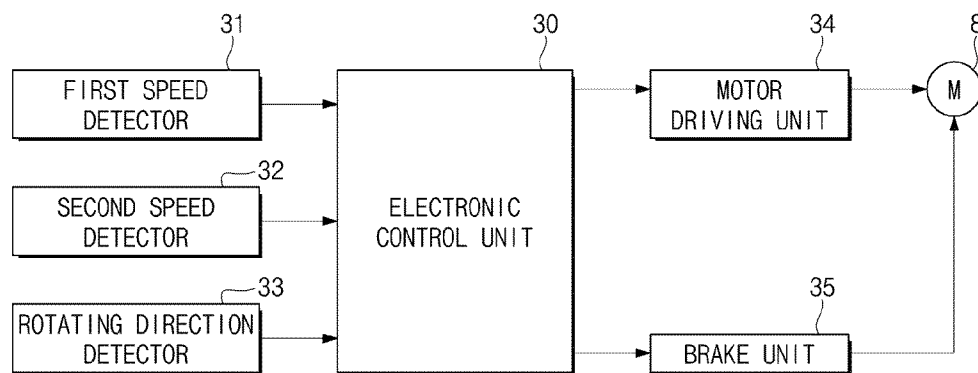 31
FIRST SPEED
DETECTOR
32
SECOND SPEED
DETECTOR
33
ROTATING DIRECTION
DETECTOR
30
ELECTRONIC
CONTROL UNIT
34
MOTOR
DRIVING UNIT
35
BRAKE UNIT
8
M